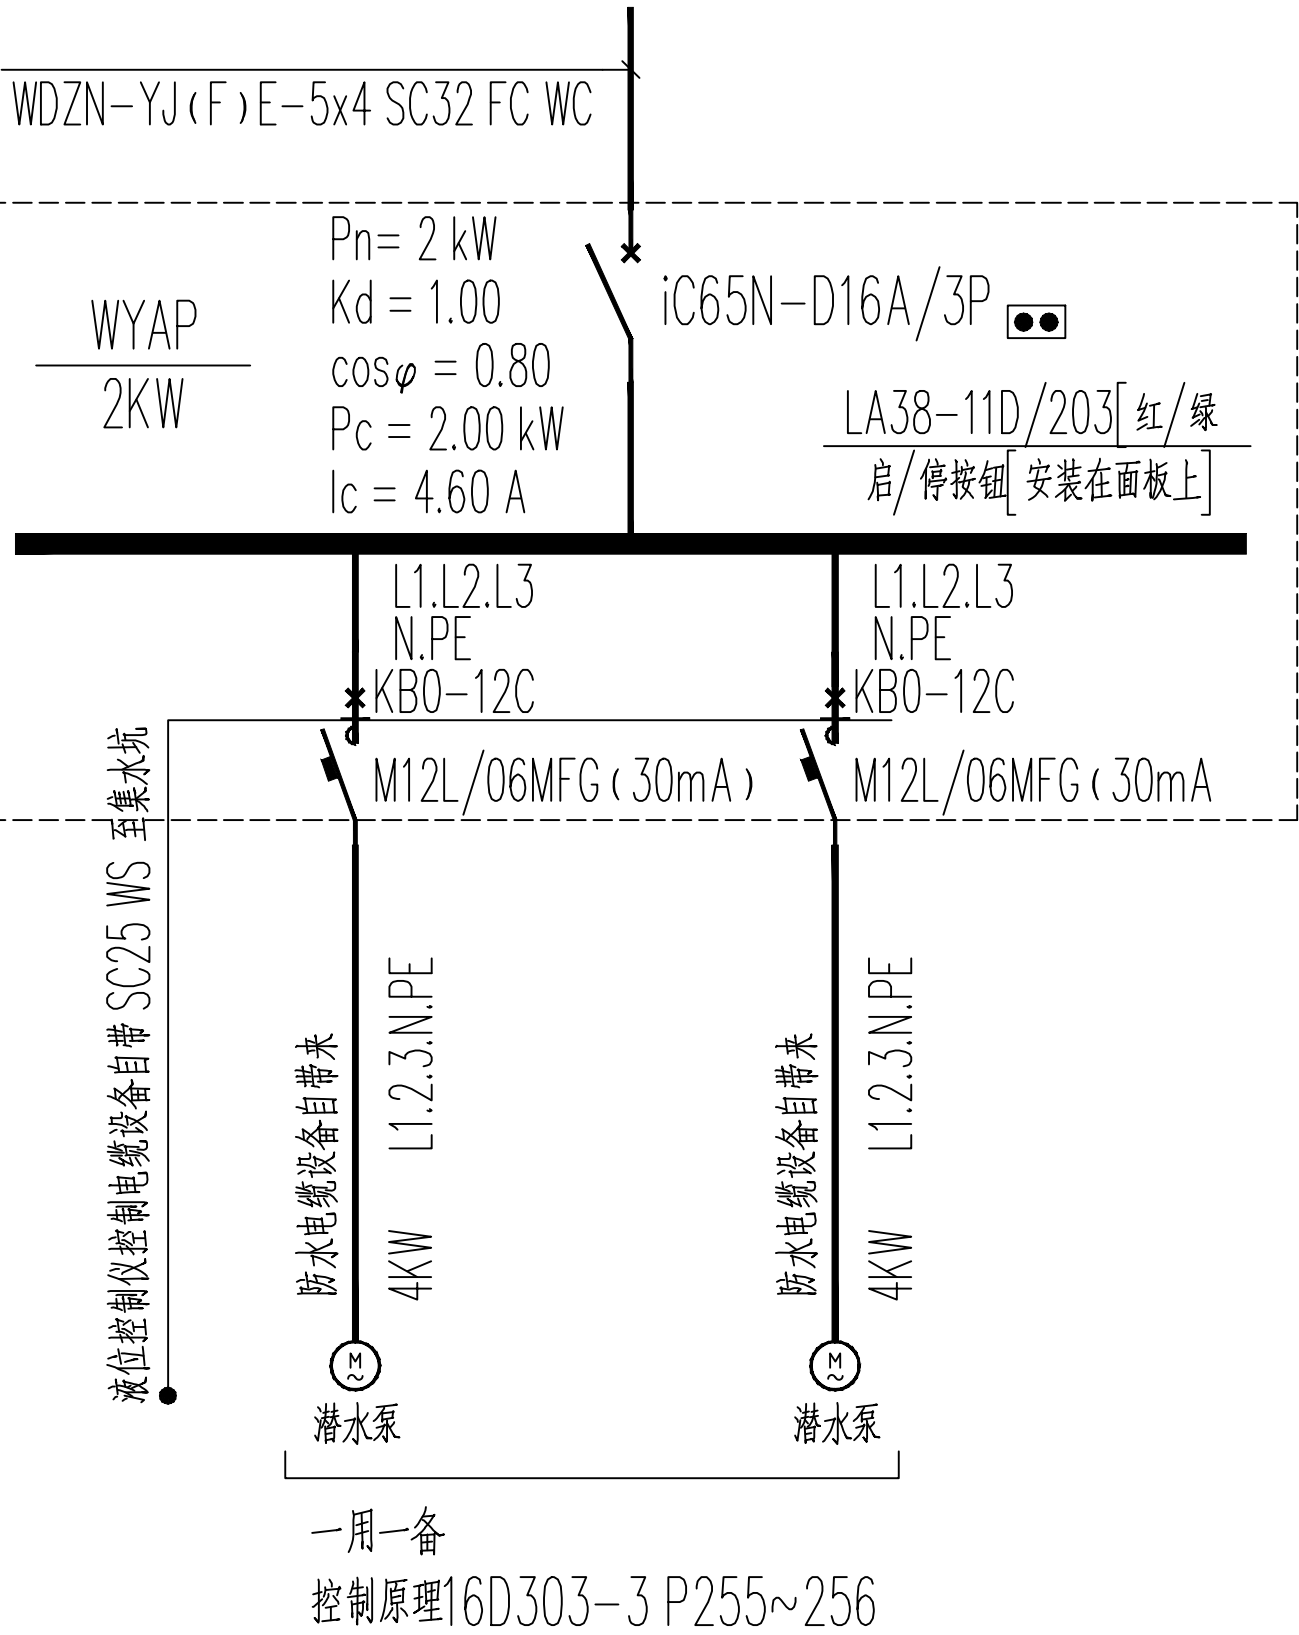 WDZN-YJ(F)E-5x4 SC32 FC WC
Pn= 2 kW
Kd = 1.00
cosφ = 0.80
Pc = 2.00 kW
Ic = 4.60 A
WYAP
2KW
iC65N-D16A/3P
LA38-11D/203[红/绿
启/停按钮[安装在面板上]
L1.L2.L3
N.PE
KB0-12C
M12L/06MFG(30mA)
L1.L2.L3
N.PE
KB0-12C
M12L/06MFG(30mA
液位控制仪控制电缆设备自带 SC25 WS 至集水坑
防水电缆设备自带来
4KW L1.2.3.N.PE
防水电缆设备自带来
4KW L1.2.3.N.PE
M
~
M
~
潜水泵
潜水泵
一用一备
控制原理16D303-3 P255~256